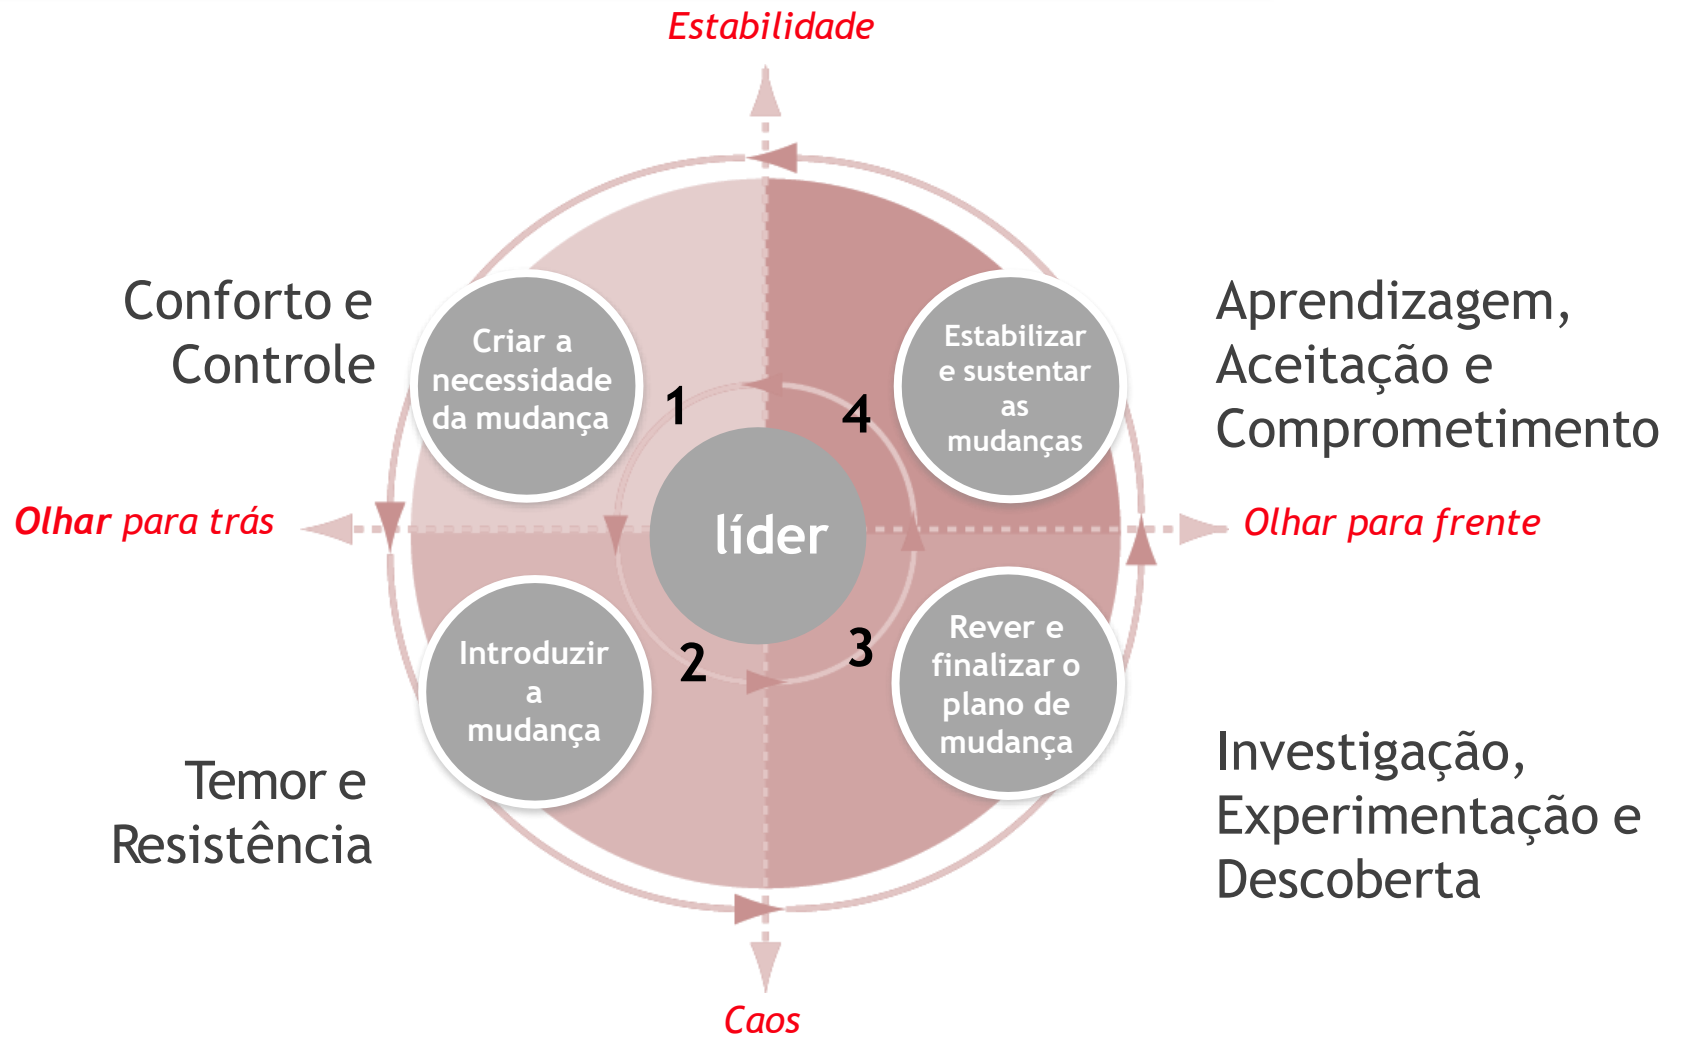 Estabilidade
Conforto e
Controle
Criar a
necessidade
da mudança
1
4
Estabilizar
e sustentar
as
mudanças
Aprendizagem,
Aceitação e
Comprometimento
Olhar para trás
líder
Olhar para frente
Temor e
Resistência
Introduzir
a
mudança
2
3
Rever e
finalizar o
plano de
mudança
Investigação,
Experimentação e
Descoberta
Caos